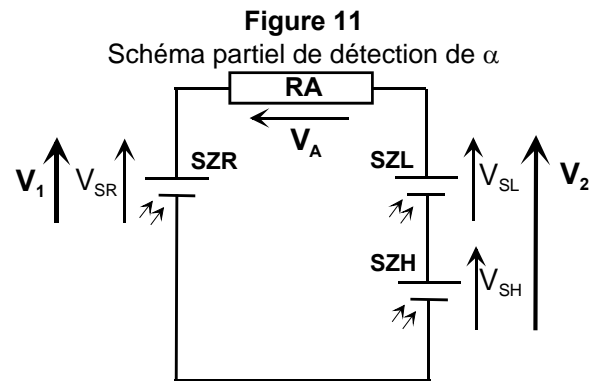 Figure 11
Schéma partiel de détection de α
RA
V_A
SZR
SZL
V_1
V_SR
V_SL
V_2
SZH
V_SH